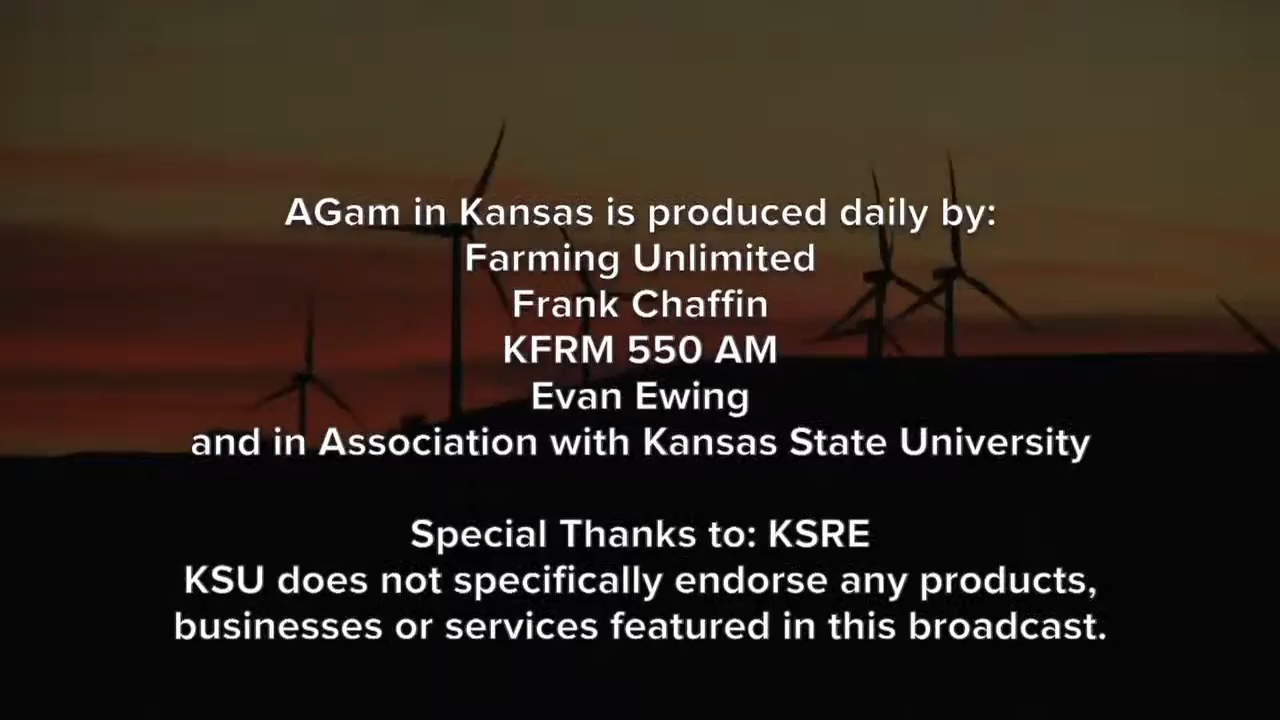 AGam in Kansas is produced daily by:
Farming Unlimited
Frank Chaffin
KFRM 550 AM
Evan Ewing
and in Association with Kansas State University
Special Thanks to: KSRE
KSU does not specifically endorse any products,
businesses or services featured in this broadcast.